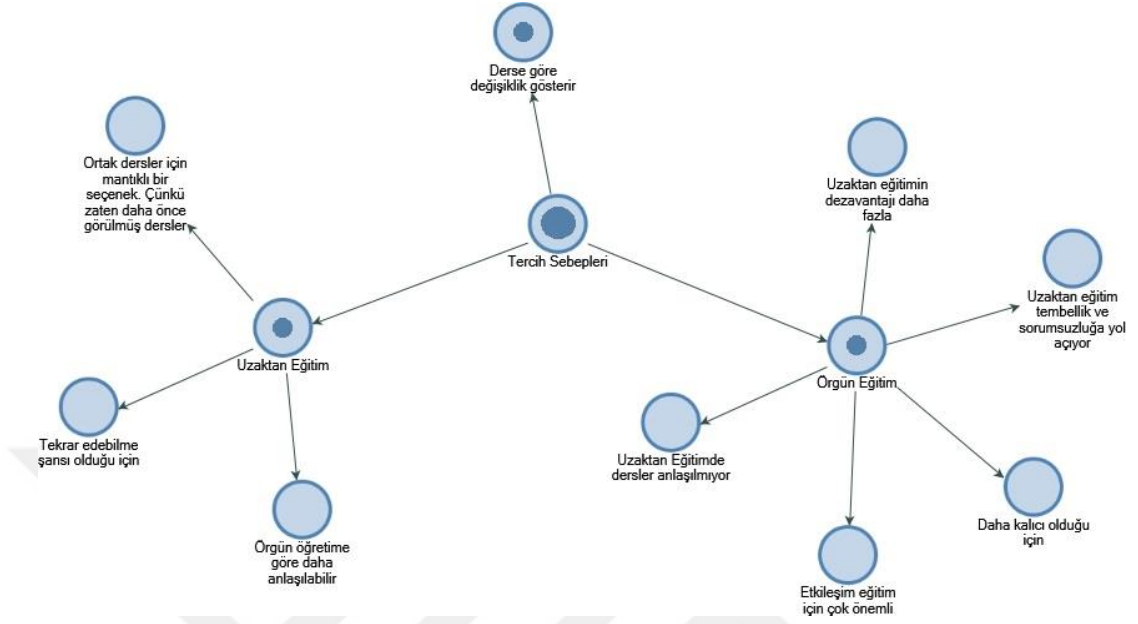 Derse göre
değişiklik gösterir
Ortak dersler için
mantıklı bir
seçenek. Çünkü
zaten daha önce
görülmüş dersler
Uzaktan eğitimin
dezavantajı daha
fazla
Tercih Sebepleri
Uzaktan eğitim
tembellik ve
sorumsuzluğa yol
açıyor
Uzaktan Eğitim
Örgün Eğitim
Tekrar edebilme
şansı olduğu için
Uzaktan Eğitimde
dersler anlaşılmıyor
Daha kalıcı olduğu
için
Örgün öğretime
göre daha
anlaşılabilir
Etkileşim eğitim
için çok önemli